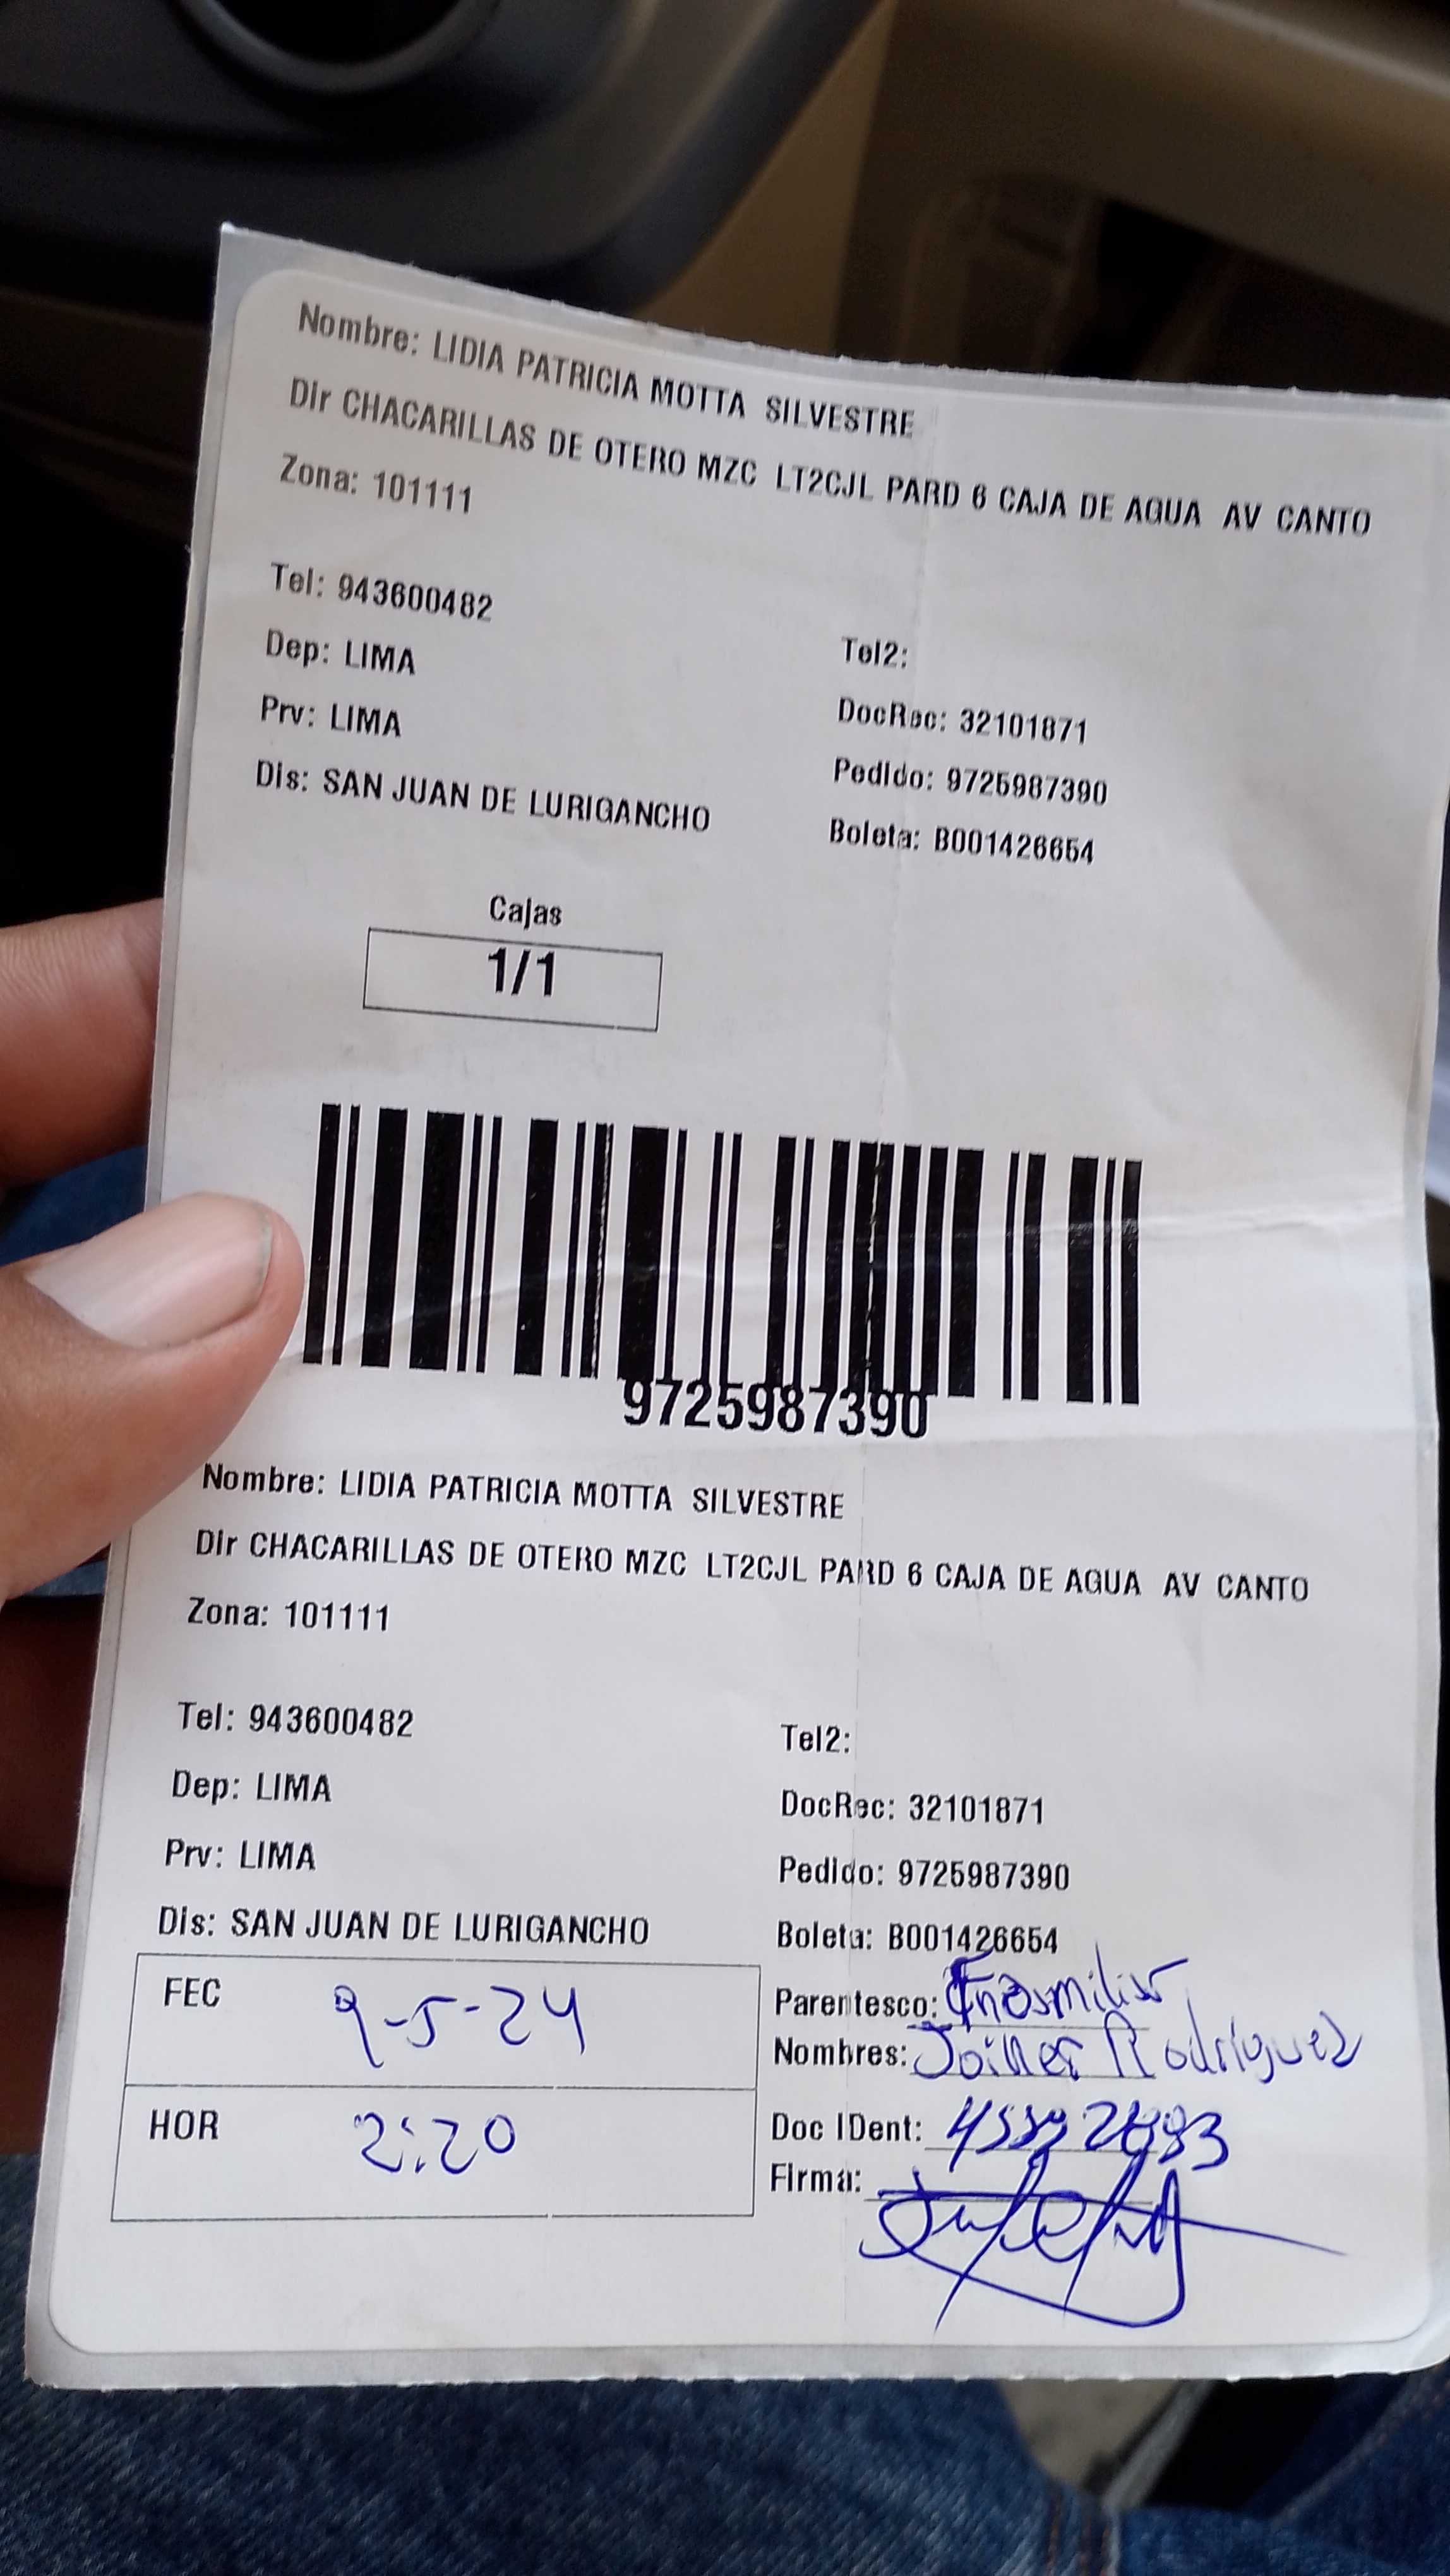 Nombre: LIDIA PATRICIA MOTTA SILVESTRE
Dir CHACARILLAS DE OTERO MZC LT2CJL PARD 6 CAJA DE AGUA AV CANTO
Zona: 101111
Tel: 943600482
Tel2:
Dep: LIMA
DocRec: 32101871
Prv: LIMA
Pedido: 9725987390
Dis: SAN JUAN DE LURIGANCHO
Boleta: B001426654
Cajas
1/1
9725987390
Nombre: LIDIA PATRICIA MOTTA SILVESTRE
Dir CHACARILLAS DE OTERO MZC LT2CJL PARD 6 CAJA DE AGUA AV CANTO
Zona: 101111
Tel: 943600482
Tel2:
Dep: LIMA
DocRec: 32101871
Prv: LIMA
Pedido: 9725987390
Dis: SAN JUAN DE LURIGANCHO
Boleta: B001426654
FEC 9-5-24
Parentesco:
Nombres: Rodriguez
HOR 2:20
Doc IDent:
Firma: